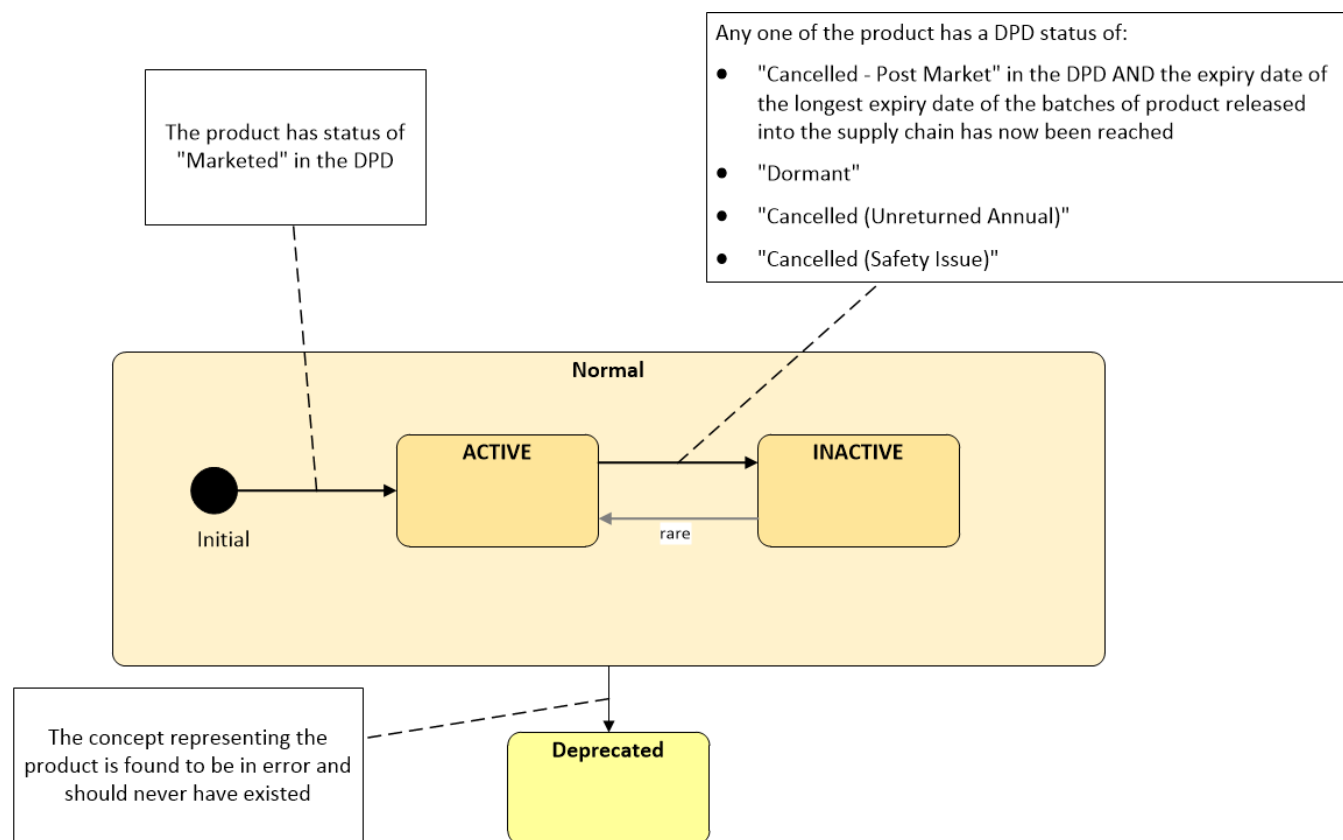 Any one of the product has a DPD status of:
● "Cancelled - Post Market" in the DPD AND the expiry date of
the longest expiry date of the batches of product released
into the supply chain has now been reached
● "Dormant"
● "Cancelled (Unreturned Annual)"
● "Cancelled (Safety Issue)"
The product has status of
"Marketed" in the DPD
Normal
ACTIVE
INACTIVE
Initial
rare
The concept representing the
product is found to be in error and
should never have existed
Deprecated